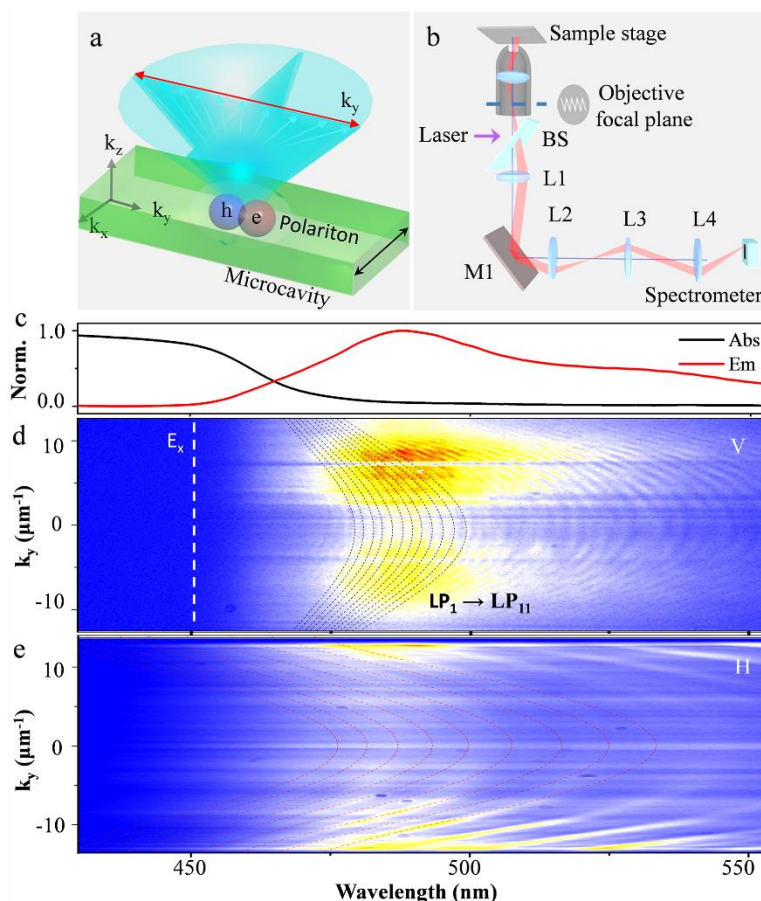 a
k_y
k_z
k_y
k_x
h
e
Polariton
Microcavity
b
Sample stage
Objective
focal plane
Laser
BS
L1
L2
L3
L4
M1
Spectrometer
c
Norm.
1.0
0.0
Abs
Em
d
E_x
V
k_y (μm⁻¹)
10
0
-10
LP₁ → LP₁₁
e
H
k_y (μm⁻¹)
10
0
-10
450
500
550
Wavelength (nm)